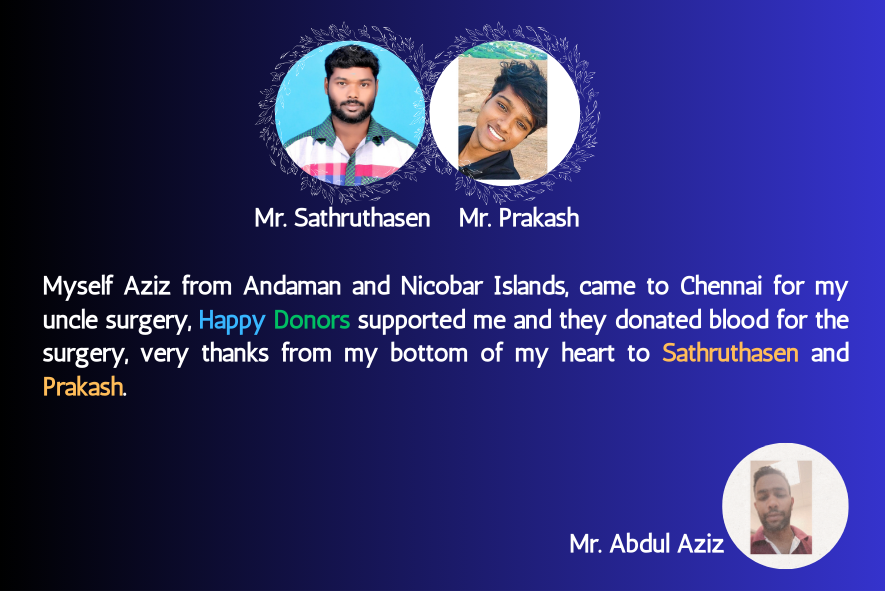 Mr. Sathruthasen Mr. Prakash
Myself Aziz from Andaman and Nicobar Islands, came to Chennai for my
uncle surgery, Happy Donors supported me and they donated blood for the
surgery, very thanks from my bottom of my heart to Sathruthasen and
Prakash.
Mr. Abdul Aziz